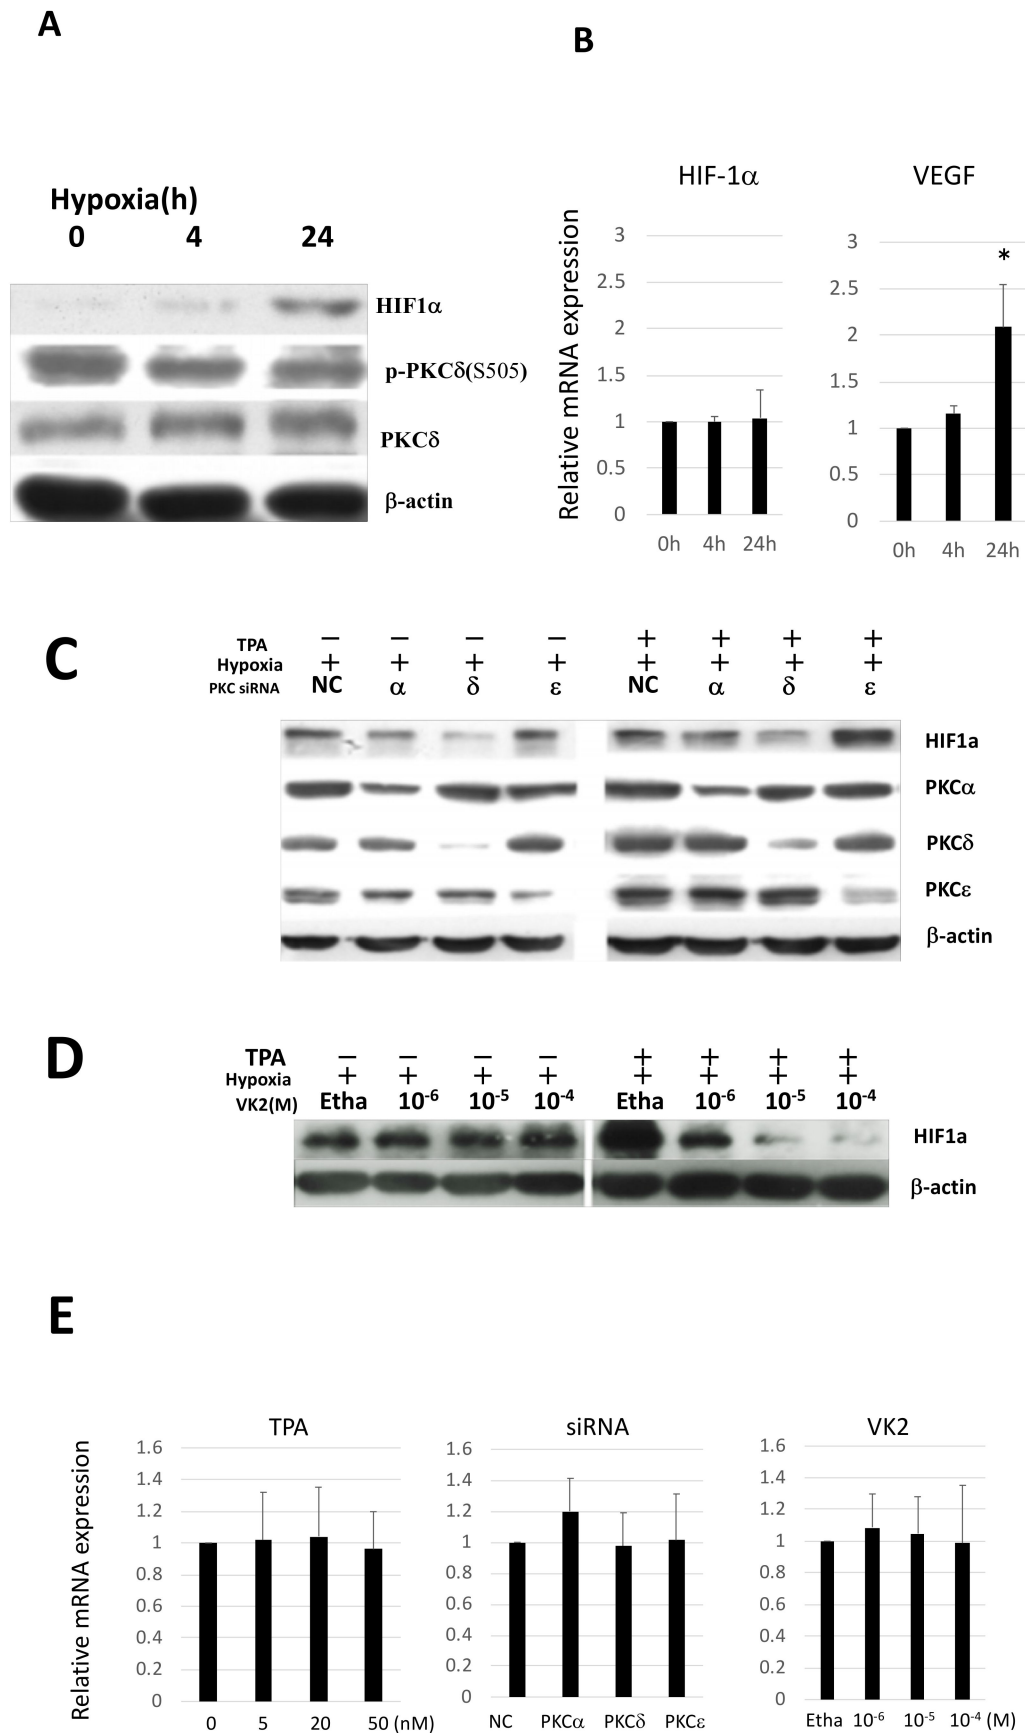 A
Hypoxia(h)
0 4 24
HIF1α
p-PKCδ(S505)
PKCδ
β-actin
B
HIF-1α
Relative mRNA expression
3
2.5
2
1.5
1
0.5
0
0h 4h 24h
VEGF
*
3
2.5
2
1.5
1
0.5
0
0h 4h 24h
C
TPA − − − − + + + +
Hypoxia + + + + + + + +
PKC siRNA NC α δ ε NC α δ ε
HIF1a
PKCα
PKCδ
PKCε
β-actin
D
TPA − − − − + + + +
Hypoxia + + + + + + + +
VK2(M) Etha 10⁻⁶ 10⁻⁵ 10⁻⁴ Etha 10⁻⁶ 10⁻⁵ 10⁻⁴
HIF1a
β-actin
E
TPA
Relative mRNA expression
1.6
1.4
1.2
1
0.8
0.6
0.4
0.2
0
0 5 20 50 (nM)
siRNA
1.6
1.4
1.2
1
0.8
0.6
0.4
0.2
0
NC PKCα PKCδ PKCε
VK2
1.6
1.4
1.2
1
0.8
0.6
0.4
0.2
0
Etha 10⁻⁶ 10⁻⁵ 10⁻⁴ (M)